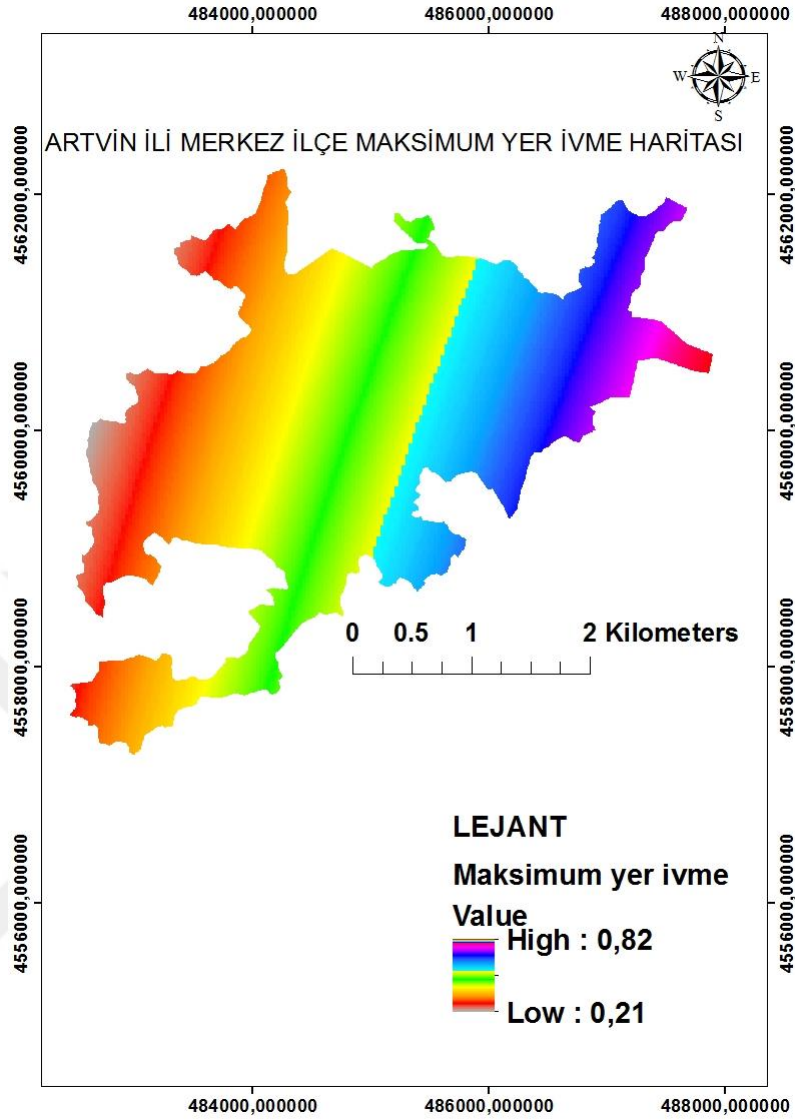 484000,000000 486000,000000 488000,000000
N
W E
S
ARTVİN İLİ MERKEZ İLÇE MAKSİMUM YER İVME HARİTASI
4562000,000000 4562000,000000
4560000,000000 4560000,000000
4558000,000000 4558000,000000
0 0.5 1 2 Kilometers
LEJANT
Maksimum yer ivme
Value
High : 0,82
Low : 0,21
4556000,000000 4556000,000000
484000,000000 486000,000000 488000,000000